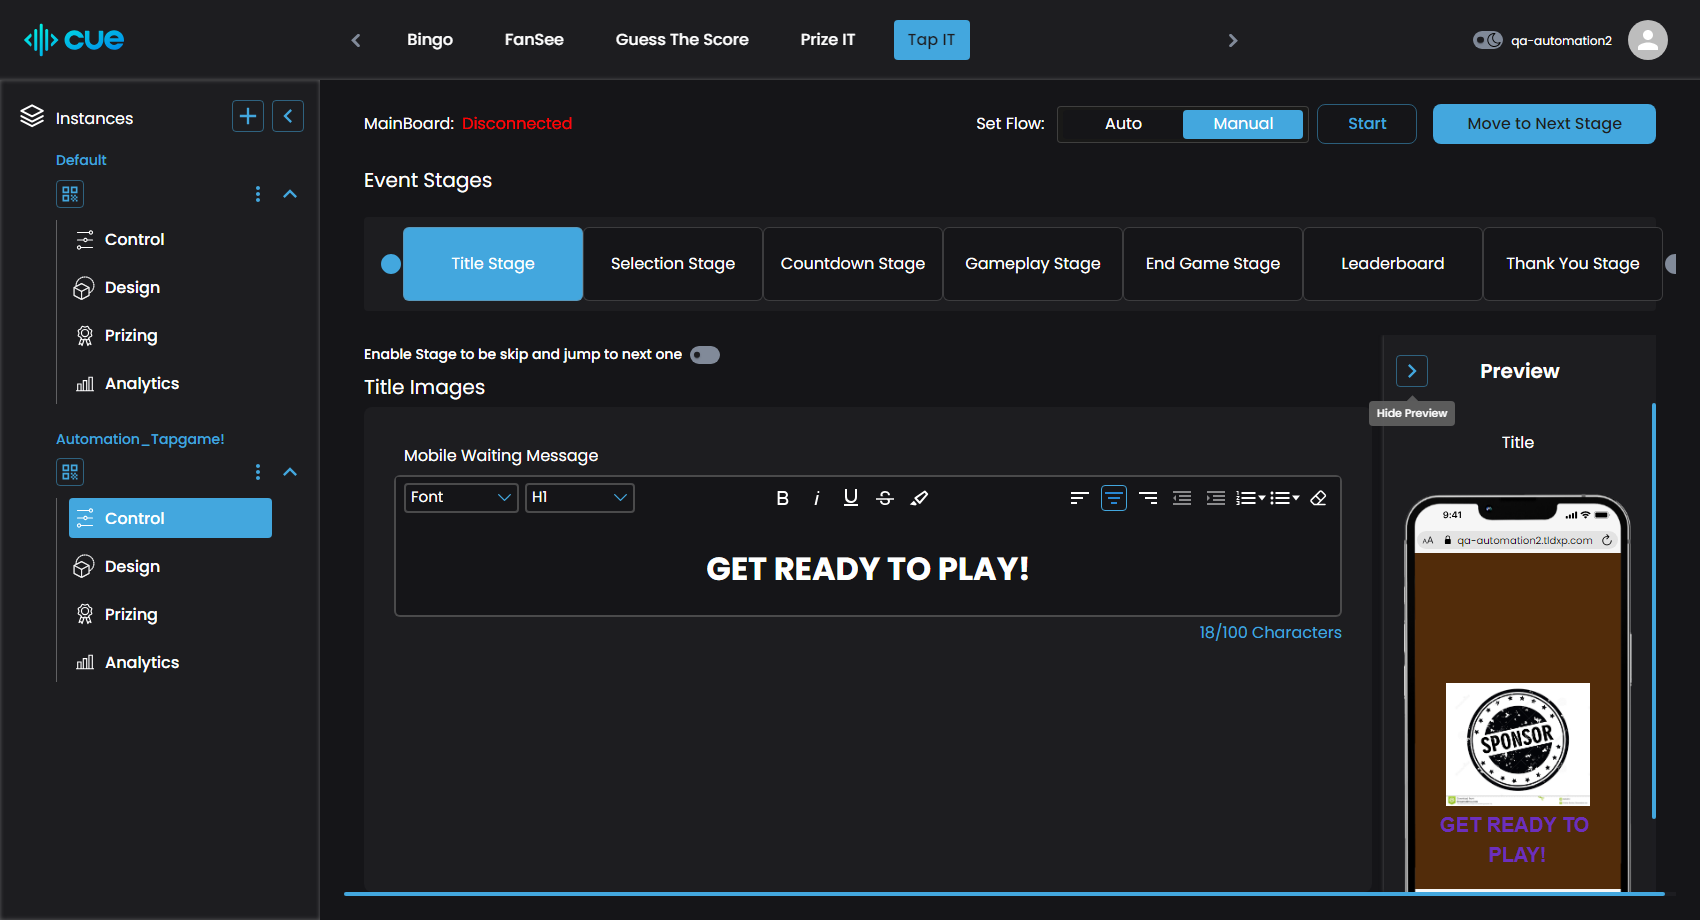 cue
Bingo
FanSee
Guess The Score
Prize IT
Tap IT
qa-automation2
Instances
Default
Control
Design
Prizing
Analytics
Automation_Tapgame!
Control
Design
Prizing
Analytics
MainBoard: Disconnected
Set Flow:
Auto
Manual
Start
Move to Next Stage
Event Stages
Title Stage
Selection Stage
Countdown Stage
Gameplay Stage
End Game Stage
Leaderboard
Thank You Stage
Enable Stage to be skip and jump to next one
Title Images
Mobile Waiting Message
Font
H1
B
i
U
S
GET READY TO PLAY!
18/100 Characters
Preview
Hide Preview
Title
9:41
AA
qa-automation2.tldxp.com
SPONSOR
GET READY TO
PLAY!